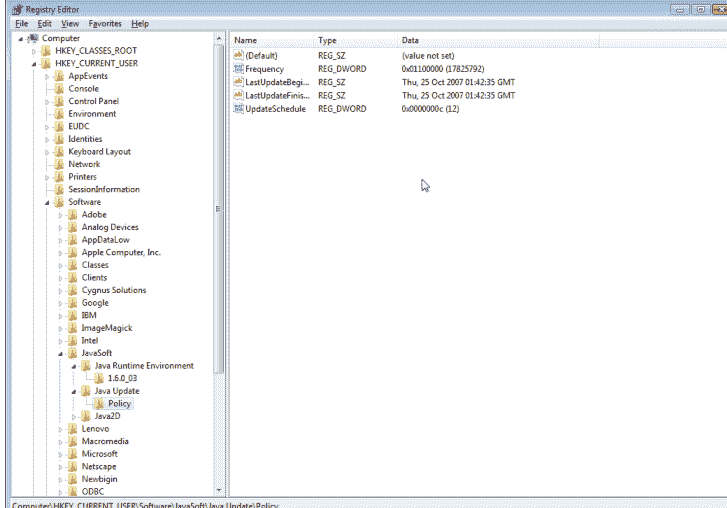 Registry Editor
File Edit View Favorites Help
Computer
HKEY_CLASSES_ROOT
HKEY_CURRENT_USER
AppEvents
Console
Control Panel
Environment
EUDC
Identities
Keyboard Layout
Network
Printers
SessionInformation
Software
Adobe
Analog Devices
AppDataLow
Apple Computer, Inc.
Classes
Clients
Cygnus Solutions
Google
IBM
ImageMagick
Intel
JavaSoft
Java Runtime Environment
1.6.0_03
Java Update
Policy
Java2D
Lenovo
Macromedia
Microsoft
Netscape
Newbigin
ODBC
Name Type Data
(Default) REG_SZ (value not set)
Frequency REG_DWORD 0x01100000 (17825792)
LastUpdateBegi... REG_SZ Thu, 25 Oct 2007 01:42:35 GMT
LastUpdateFinis... REG_SZ Thu, 25 Oct 2007 01:42:35 GMT
UpdateSchedule REG_DWORD 0x0000000c (12)
Computer\HKEY_CURRENT_USER\Software\JavaSoft\Java Update\Policy